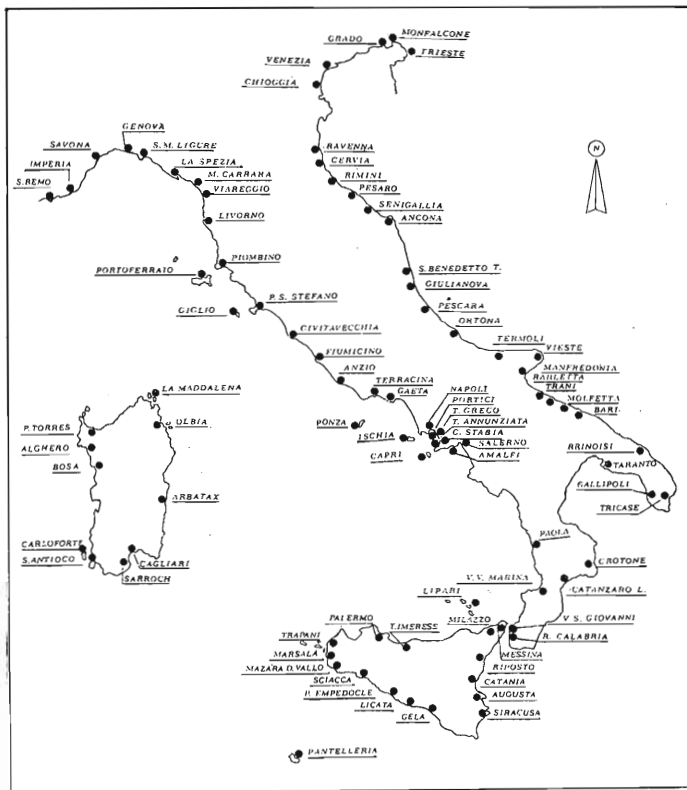 MONFALCONE
GRADO
TRIESTE
VENEZIA
CHIOGGIA
GENOVA
S.M. LIGURE
SAVONA
LA SPEZIA
IMPERIA
M. CARRARA
S.REMO
VIAREGGIO
LIVORNO
RAVENNA
CERVIA
RIMINI
PESARO
SENIGALLIA
ANCONA
N
PIOMBINO
PORTOFERRAIO
S. BENEDETTO T.
GIULIANOVA
P.S. STEFANO
GIGLIO
PESCARA
ORTONA
CIVITAVECCHIA
TERMOLI
VIESTE
FIUMICINO
MANFREDONIA
ANZIO
BARLETTA
TERRACINA
NAPOLI
TRANI
LA MADDALENA
GAETA
PORTICI
MOLFETTA
T. GRECO
BARI
OLBIA
PONZA
T. ANNUNZIATA
P. TORRES
ISCHIA
C. STABIA
ALGHERO
SALERNO
BRINDISI
CAPRI
AMALFI
BOSA
TARANTO
GALLIPOLI
ARBATAX
TRICASE
PAOLA
CARLOFORTE
CROTONE
S.ANTIOCO
CAGLIARI
SARROCH
V.V. MARINA
CATANZARO L.
LIPARI
PALERMO
T.IMERESE
MILAZZO
V S. GIOVANNI
TRAPANI
R. CALABRIA
MARSALA
MESSINA
MAZARA D. VALLO
RIPOSTO
SCIACCA
CATANIA
P. EMPEDOCLE
AUGUSTA
LICATA
GELA
SIRACUSA
PANTELLERIA